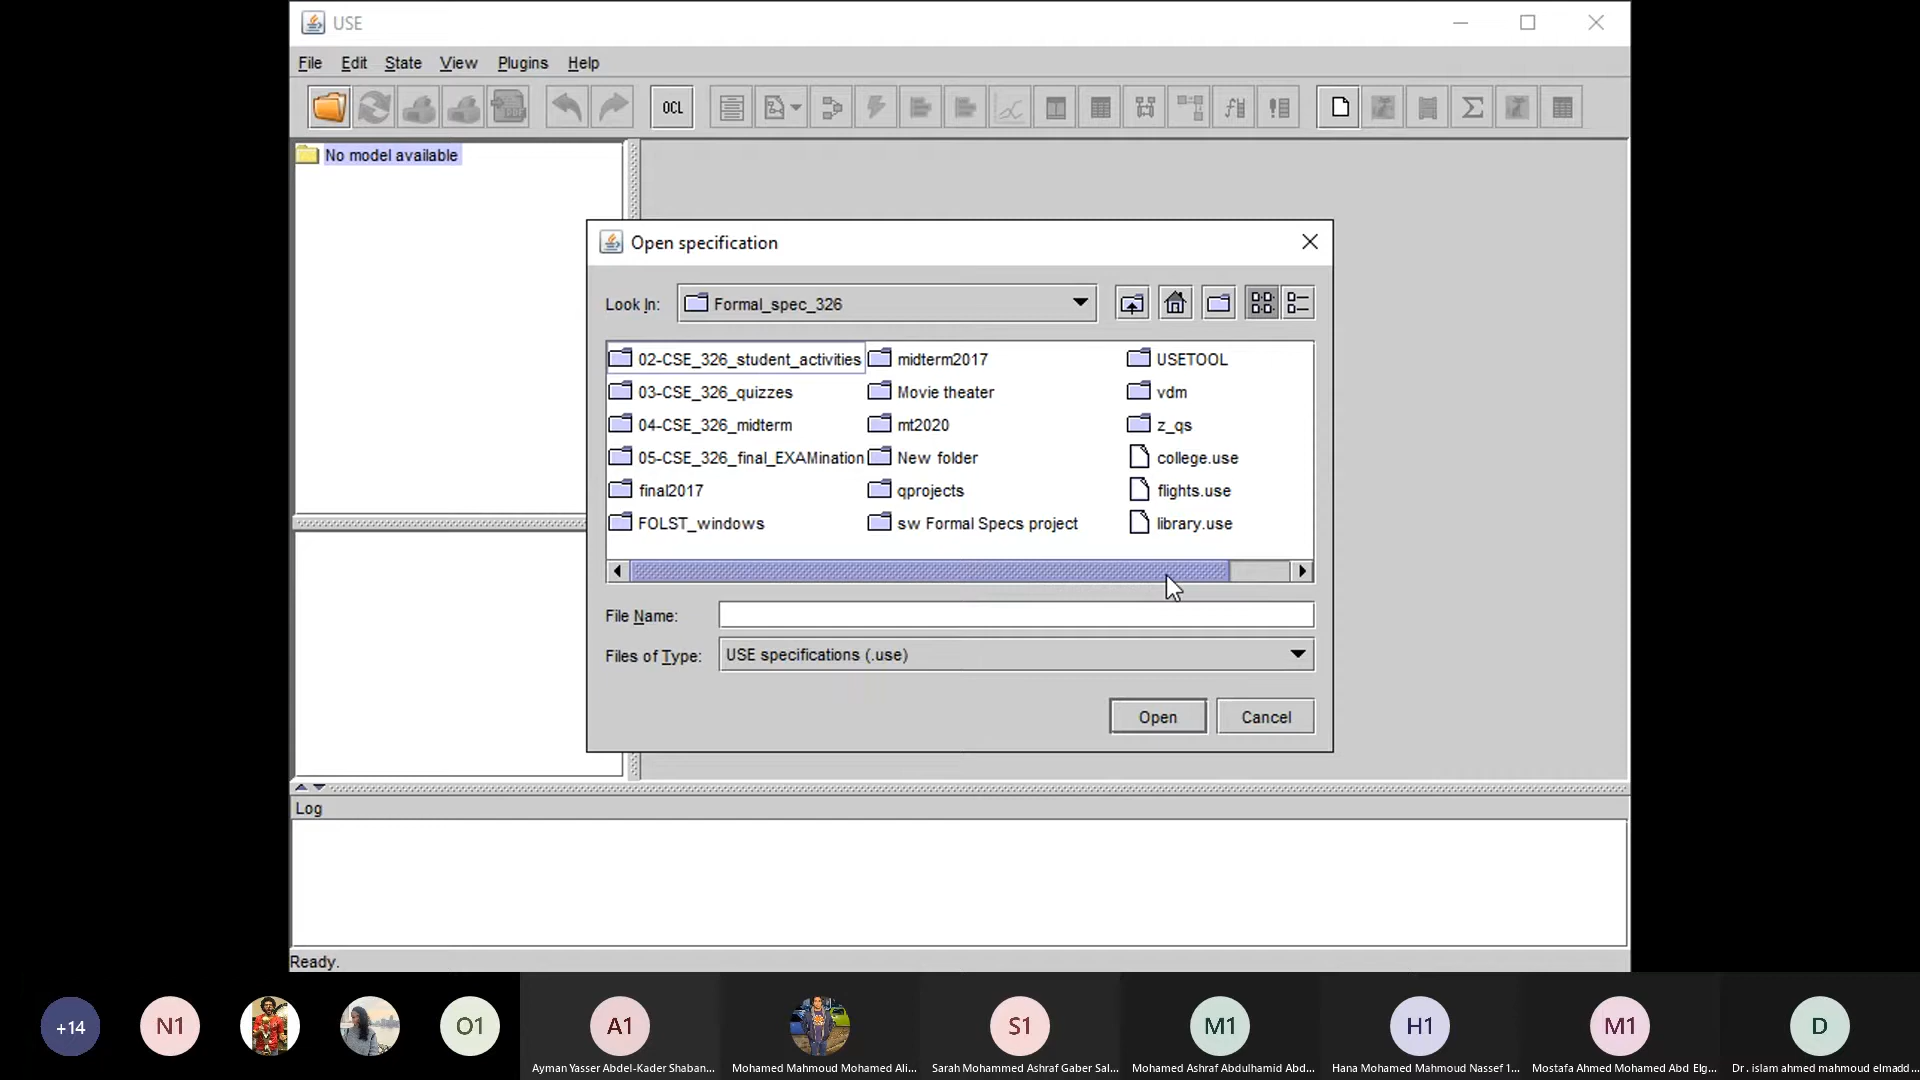 USE
File Edit State View Plugins Help
OCL
No model available
Open specification
Look In: Formal_spec_326
02-CSE_326_student_activities midterm2017 USETOOL
03-CSE_326_quizzes Movie theater vdm
04-CSE_326_midterm mt2020 z_qs
05-CSE_326_final_EXAMination New folder college.use
final2017 qprojects flights.use
FOLST_windows sw Formal Specs project library.use
File Name:
Files of Type: USE specifications (.use)
Open Cancel
Log
Ready.
+14 N1 O1 A1 S1 M1 H1 M1 D
Ayman Yasser Abdel-Kader Shaban... Mohamed Mahmoud Mohamed Ali... Sarah Mohammed Ashraf Gaber Sal... Mohamed Ashraf Abdulhamid Abd... Hana Mohamed Mahmoud Nassef 1... Mostafa Ahmed Mohamed Abd Elg... Dr . islam ahmed mahmoud elmadd ...